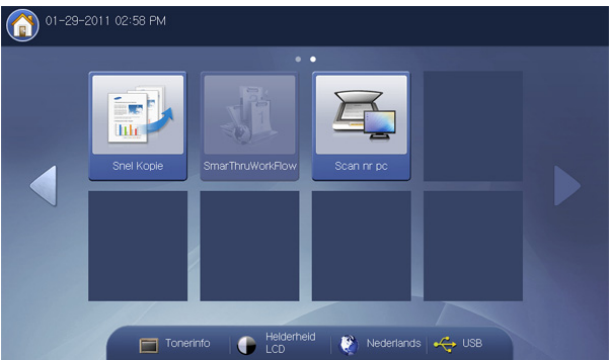 01-29-2011 02:58 PM
Snel Kopie
SmarThruWorkFlow
Scan nr pc
Tonerinfo
Helderheid
LCD
Nederlands
USB